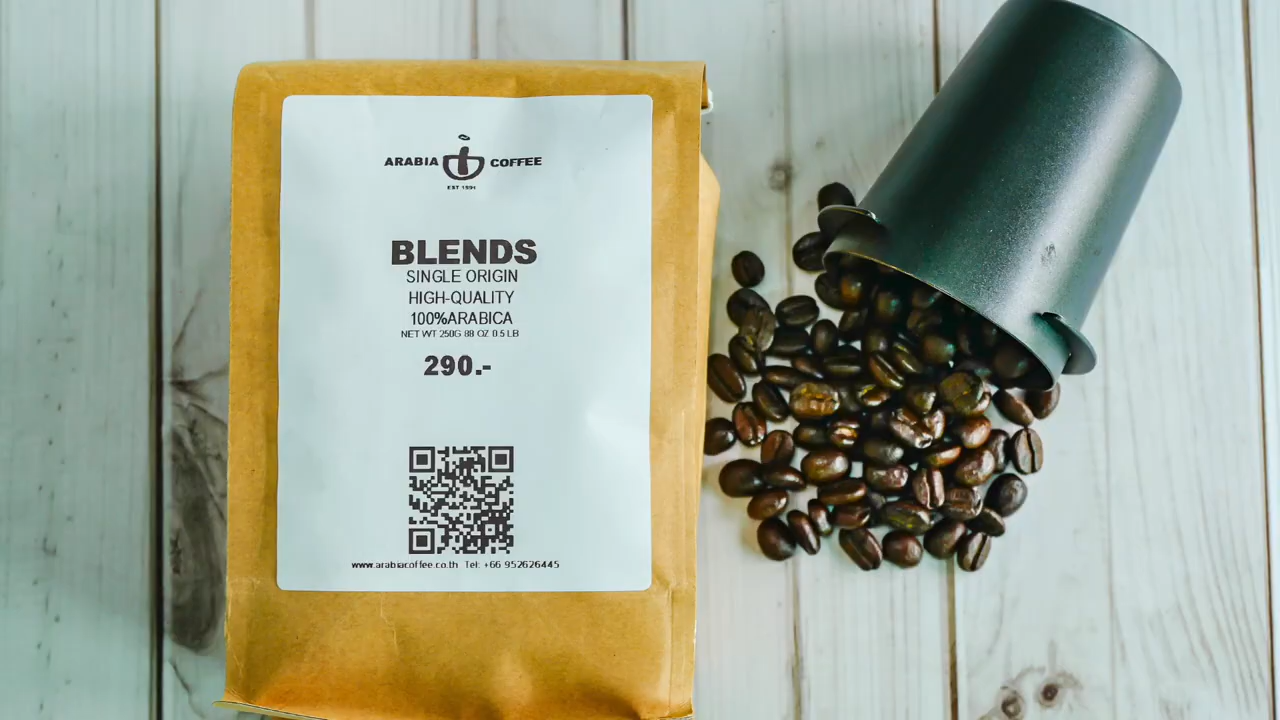 ARABIA COFFEE
EST 1991
BLENDS
SINGLE ORIGIN
HIGH-QUALITY
100%ARABICA
NET WT 250G 88 OZ 0.5 LB
290.-
www.arabiacoffee.co.th Tel: +66 952626445